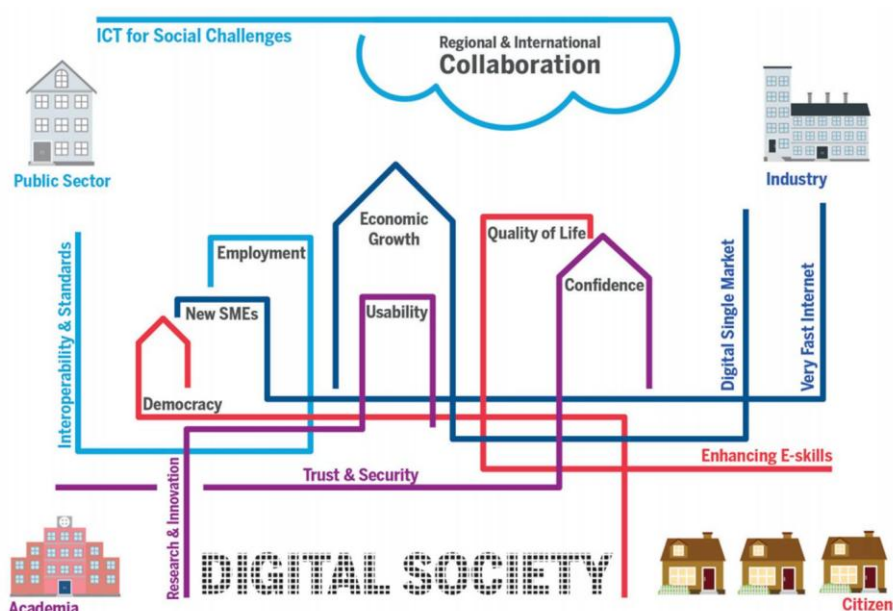 ICT for Social Challenges
Regional & International
Collaboration
Public Sector
Industry
Economic
Growth
Quality of Life
Employment
Confidence
New SMEs
Usability
Democracy
Interoperability & Standards
Digital Single Market
Very Fast Internet
Enhancing E-skills
Trust & Security
Research & Innovation
DIGITAL SOCIETY
Academia
Citizen